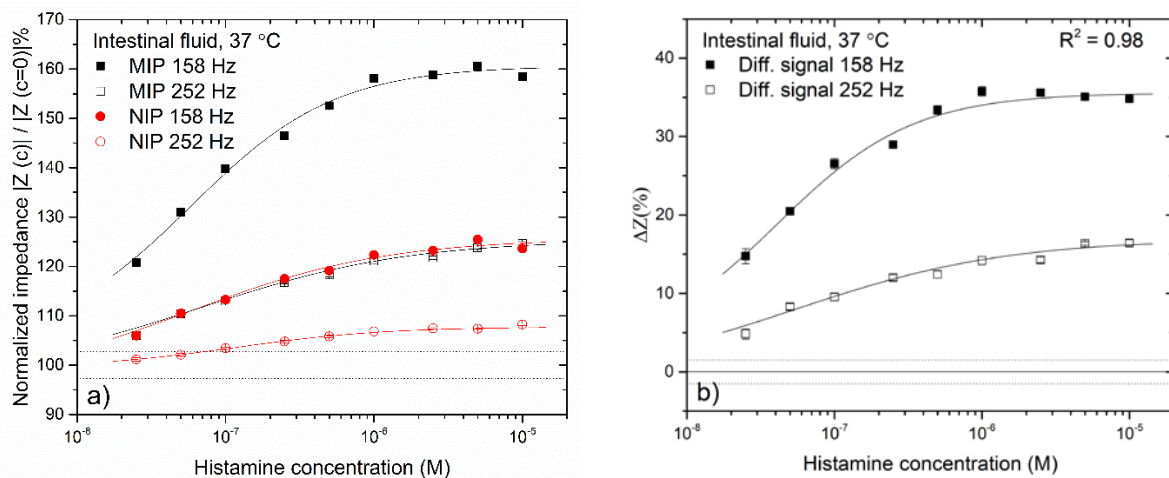 Normalized impedance |Z (c)| / |Z (c=0)|%
170
160
150
140
130
120
110
100
90
Intestinal fluid, 37 °C
MIP 158 Hz
MIP 252 Hz
NIP 158 Hz
NIP 252 Hz
a)
10⁻⁸
10⁻⁷
10⁻⁶
10⁻⁵
Histamine concentration (M)
ΔZ(%)
40
30
20
10
0
Intestinal fluid, 37 °C
R² = 0.98
Diff. signal 158 Hz
Diff. signal 252 Hz
b)
10⁻⁸
10⁻⁷
10⁻⁶
10⁻⁵
Histamine concentration (M)